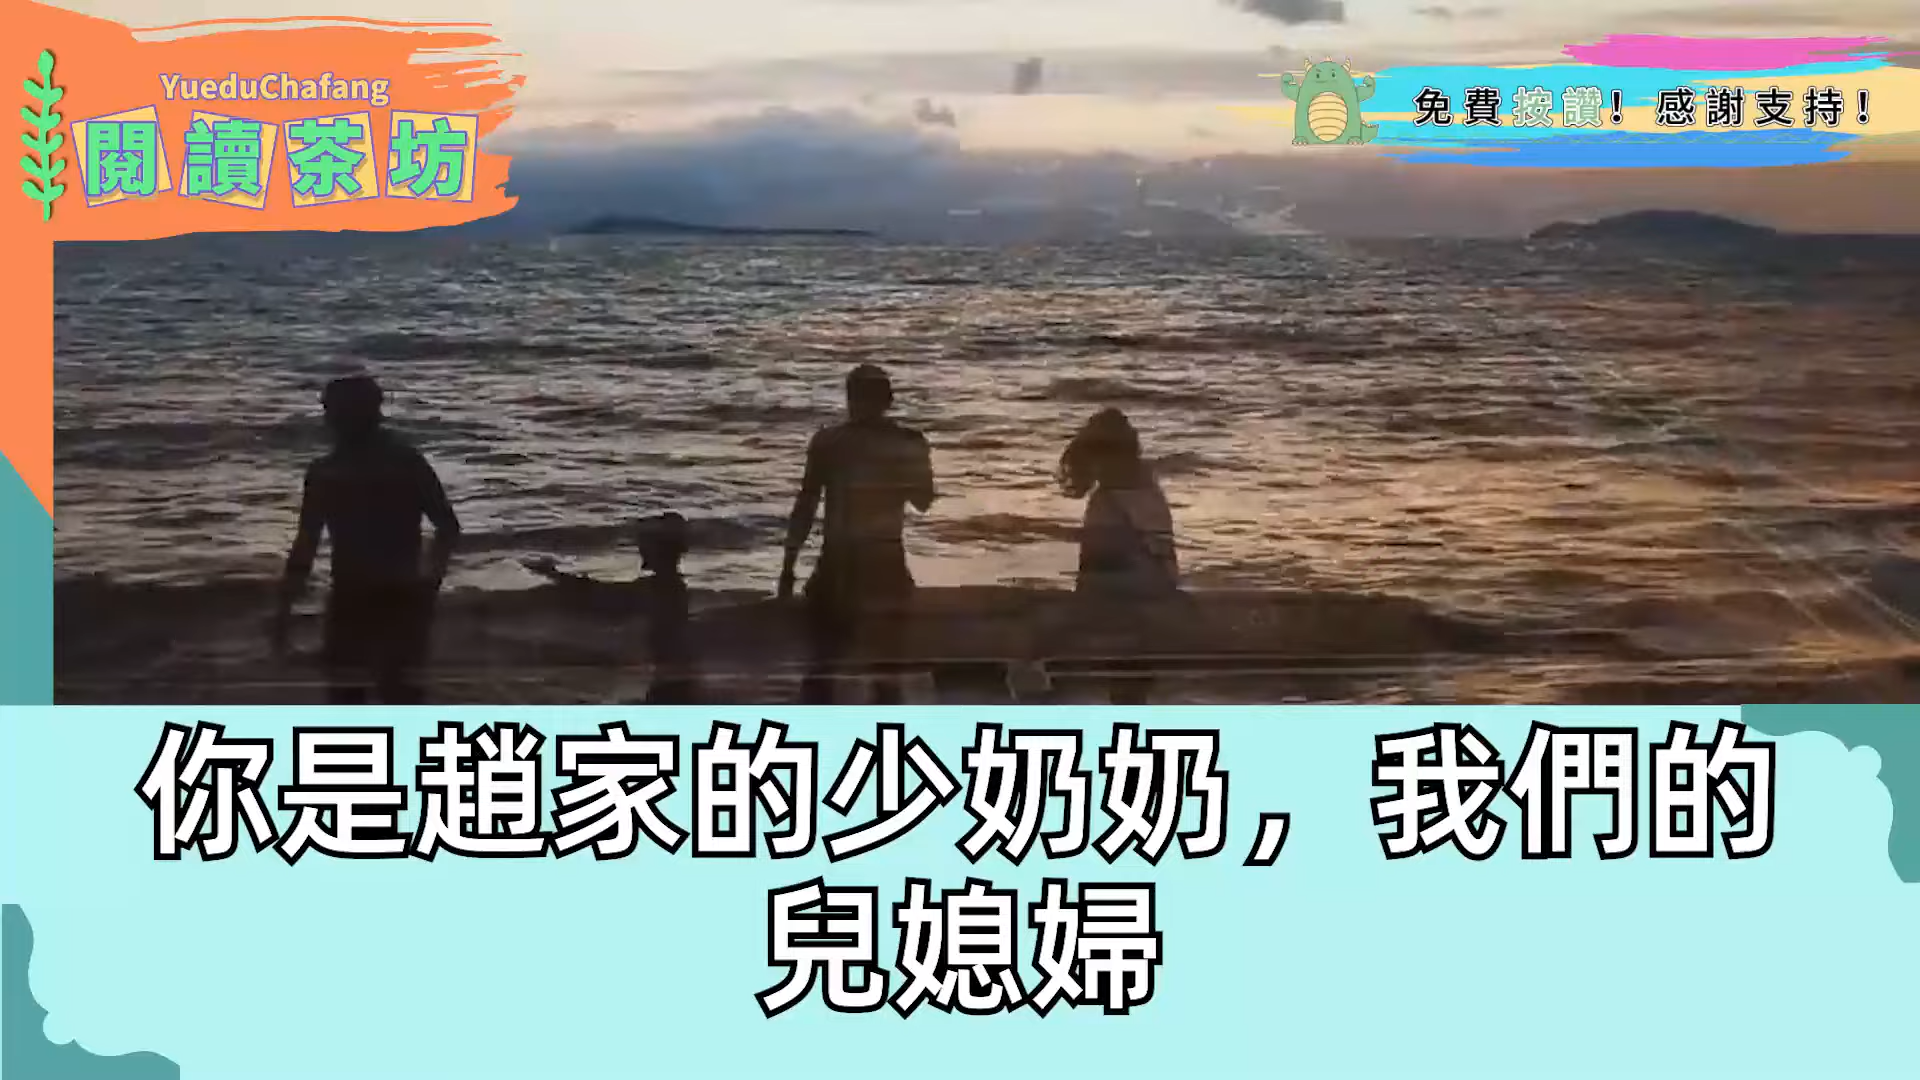 YueduChafang
閱讀茶坊
免費按讚！感謝支持！
你是趙家的少奶奶，我們的
兒媳婦